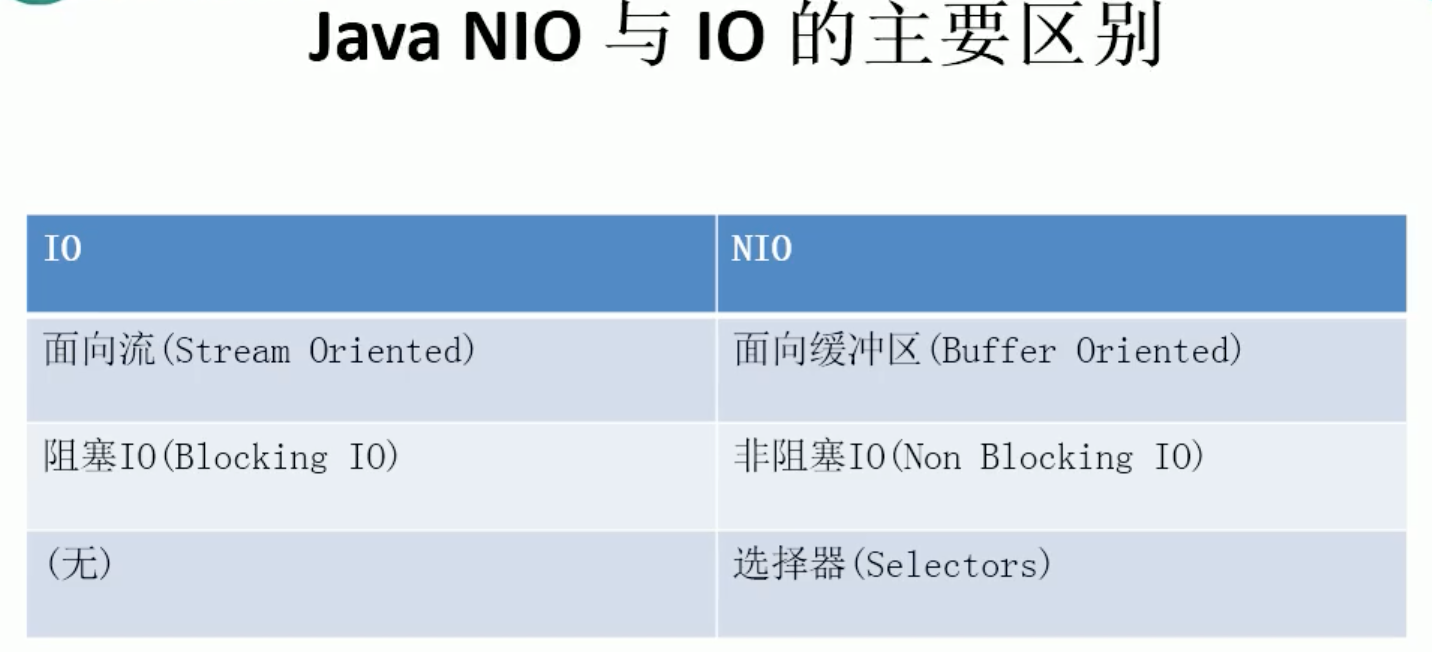 Java NIO 与 IO 的主要区别
IO
NIO
面向流(Stream Oriented)
面向缓冲区(Buffer Oriented)
阻塞IO(Blocking IO)
非阻塞IO(Non Blocking IO)
(无)
选择器(Selectors)